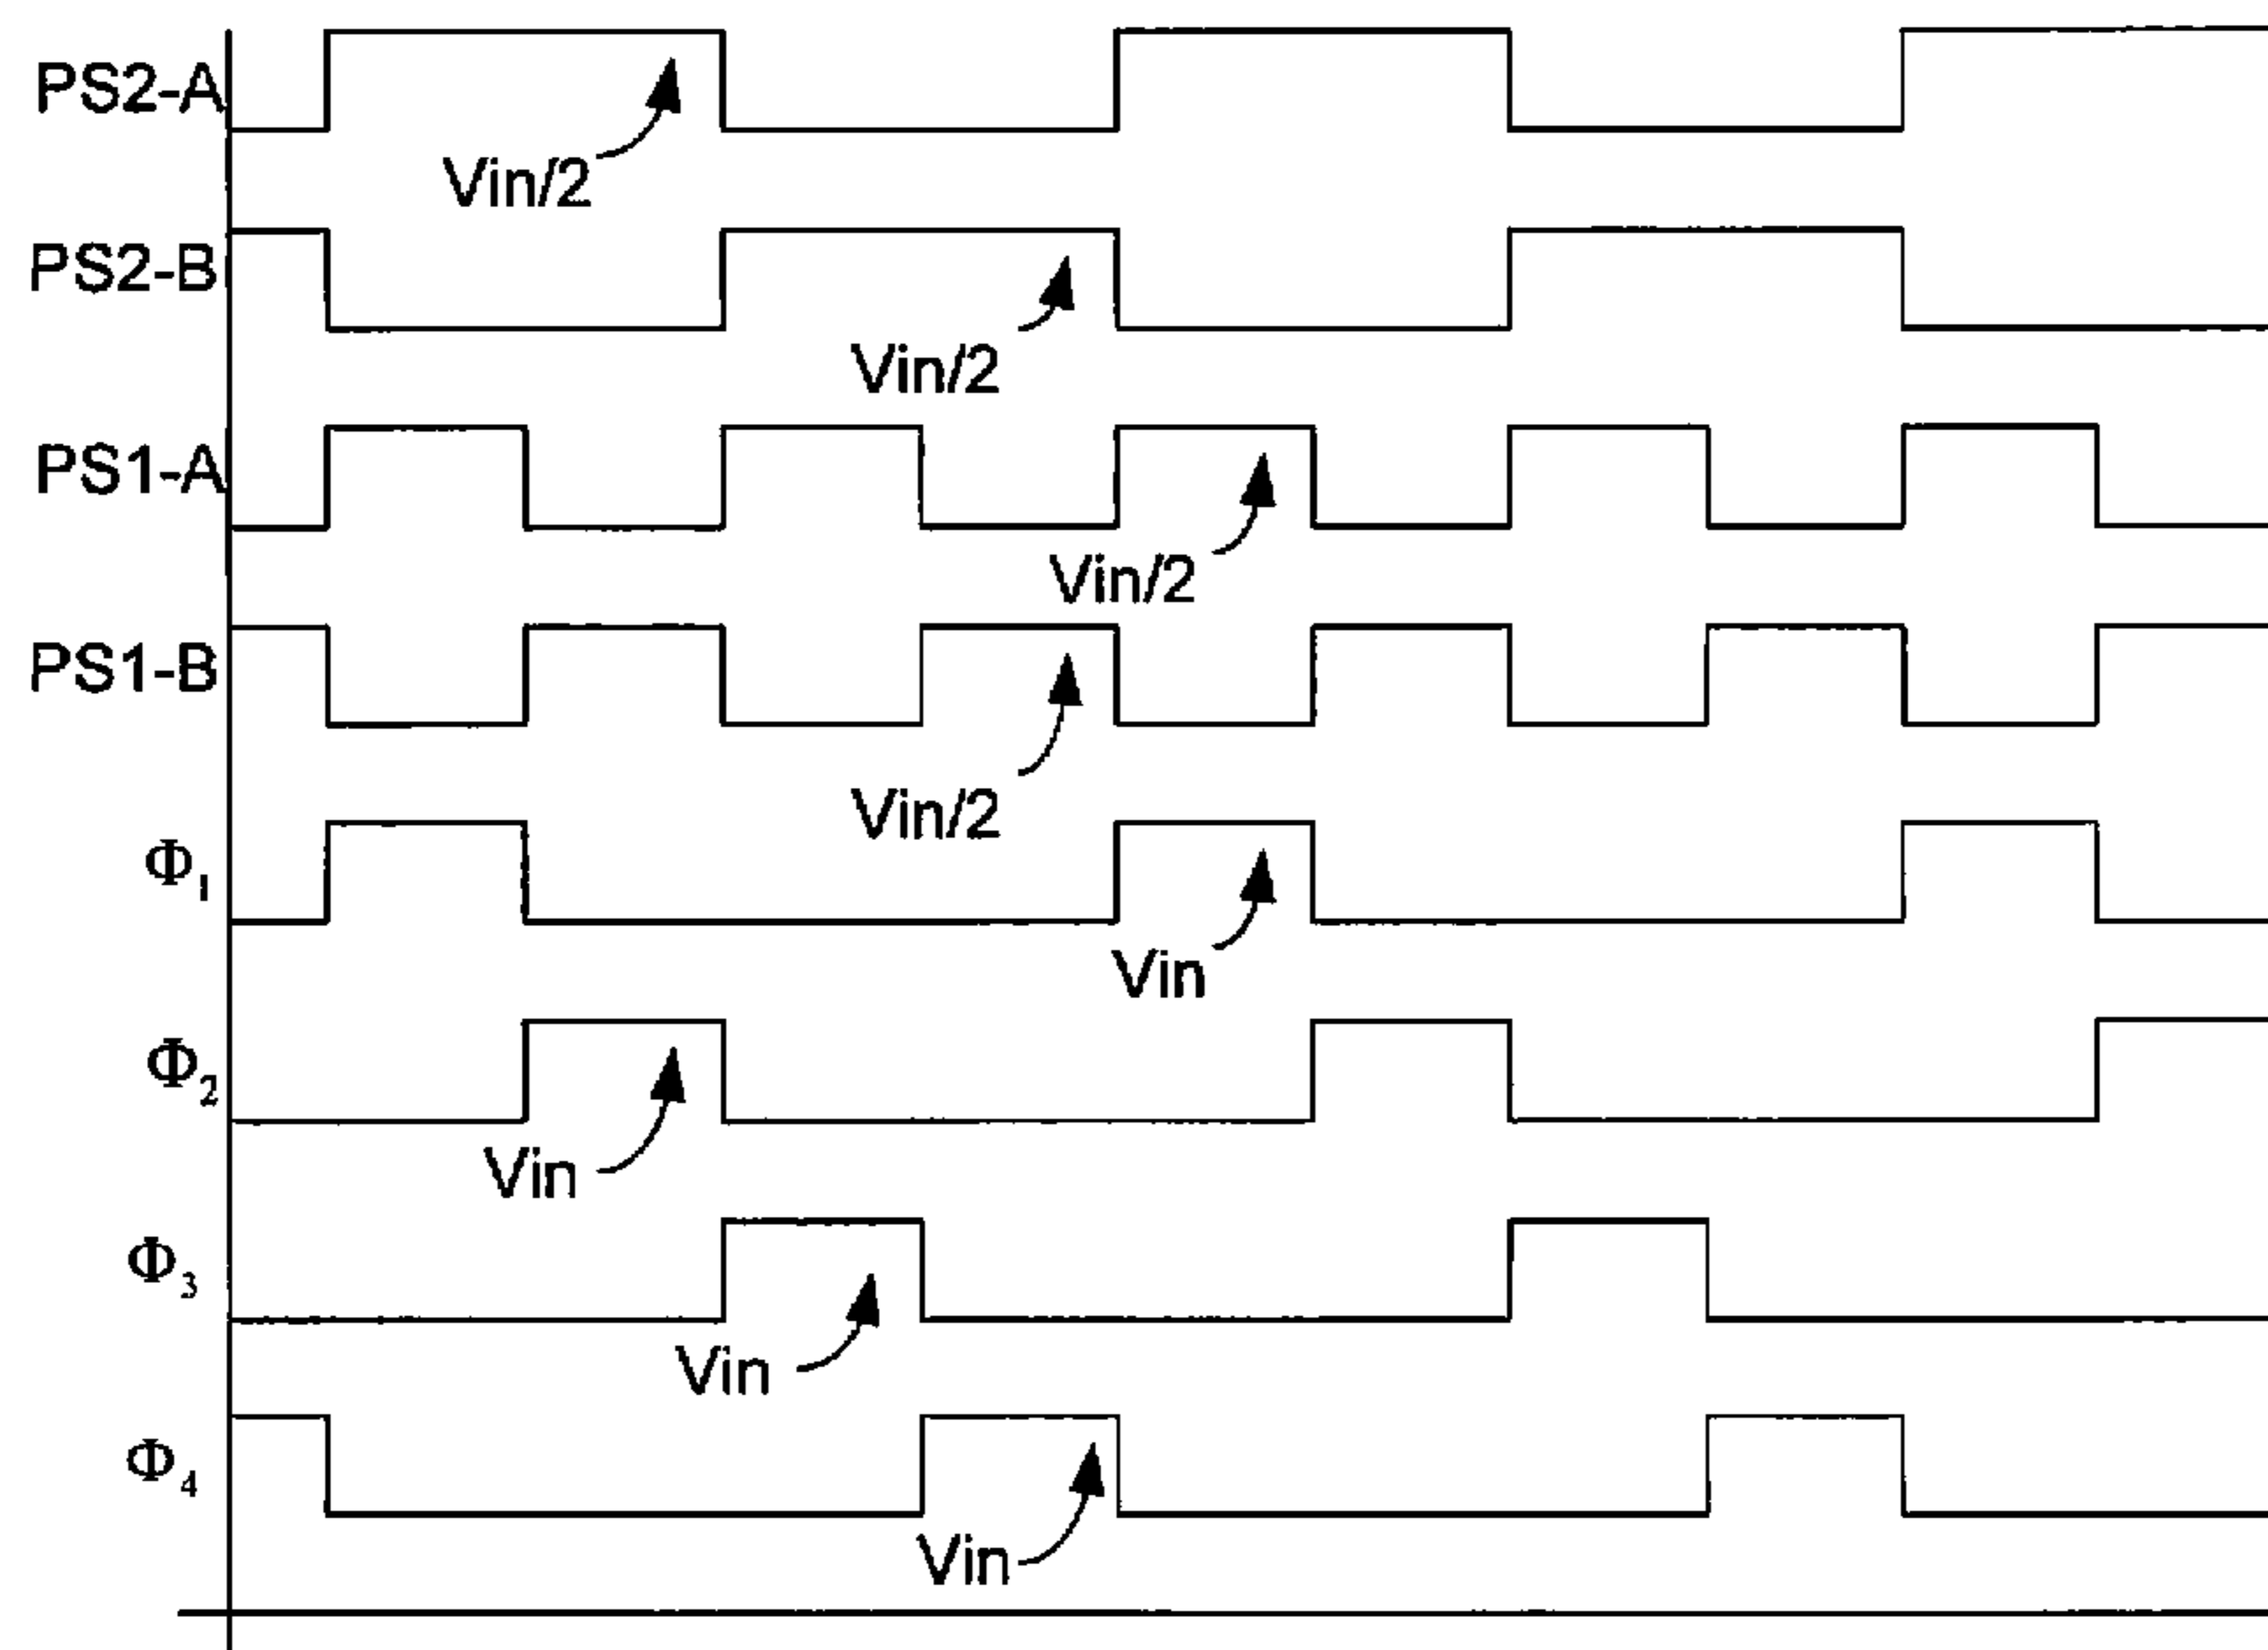 PS2-A
Vin/2
PS2-B
Vin/2
PS1-A
Vin/2
PS1-B
Vin/2
Φ1
Vin
Φ2
Vin
Φ3
Vin
Φ4
Vin